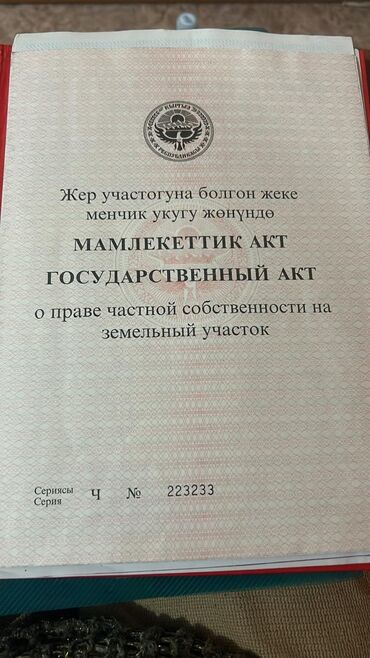 Жер участогуна болгон жеке
менчик укугу жөнүндө
МАМЛЕКЕТТИК АКТ
ГОСУДАРСТВЕННЫЙ АКТ
о праве частной собственности на
земельный участок
Сериясы
Серия
Ч № 223233